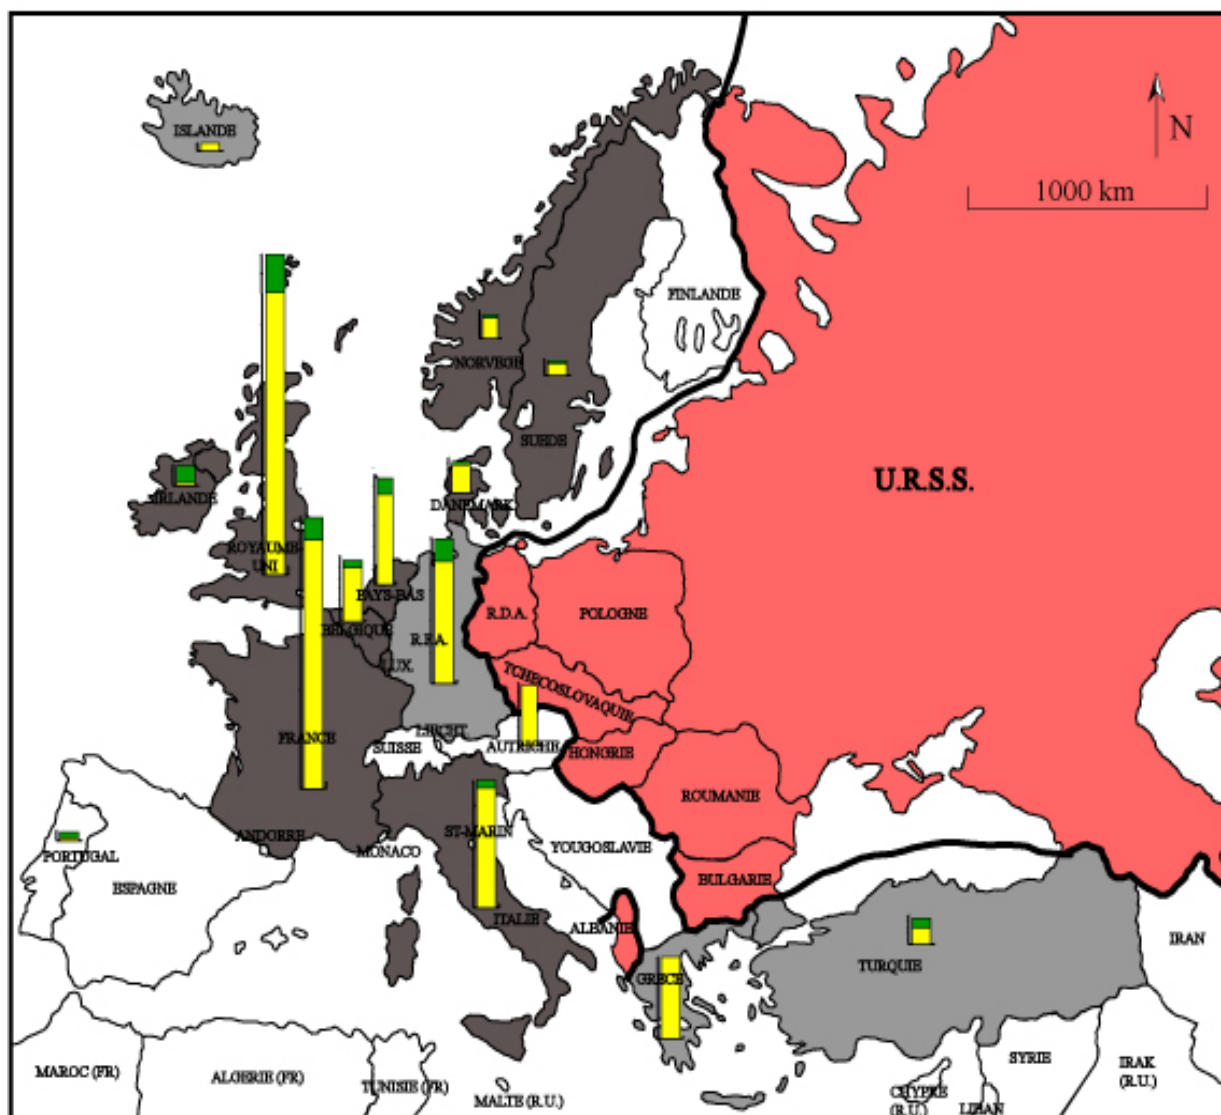 ISLANDE
N
1000 km
FINLANDE
NORVEGE
SUEDE
U.R.S.S.
IRLANDE
DANEMARK
ROYAUME-
UNI
PAYS-BAS
BELGIQUE
R.F.A.
R.D.A.
POLOGNE
LUX.
TCHECOSLOVAQUIE
LIECHT
FRANCE
SUISSE
AUTRICHE
HONGRIE
ROUMANIE
ANDORRE
ST-MARIN
MONACO
YOUGOSLAVIE
PORTUGAL
ESPAGNE
BULGARIE
ITALIE
ALBANIE
GRECE
TURQUIE
IRAN
MAROC (FR)
ALGERIE (FR)
TUNISIE (FR)
MALTE (R.U.)
SYRIE
IRAK
(R.U.)
CHYPRE
(R.U.)
LIBAN